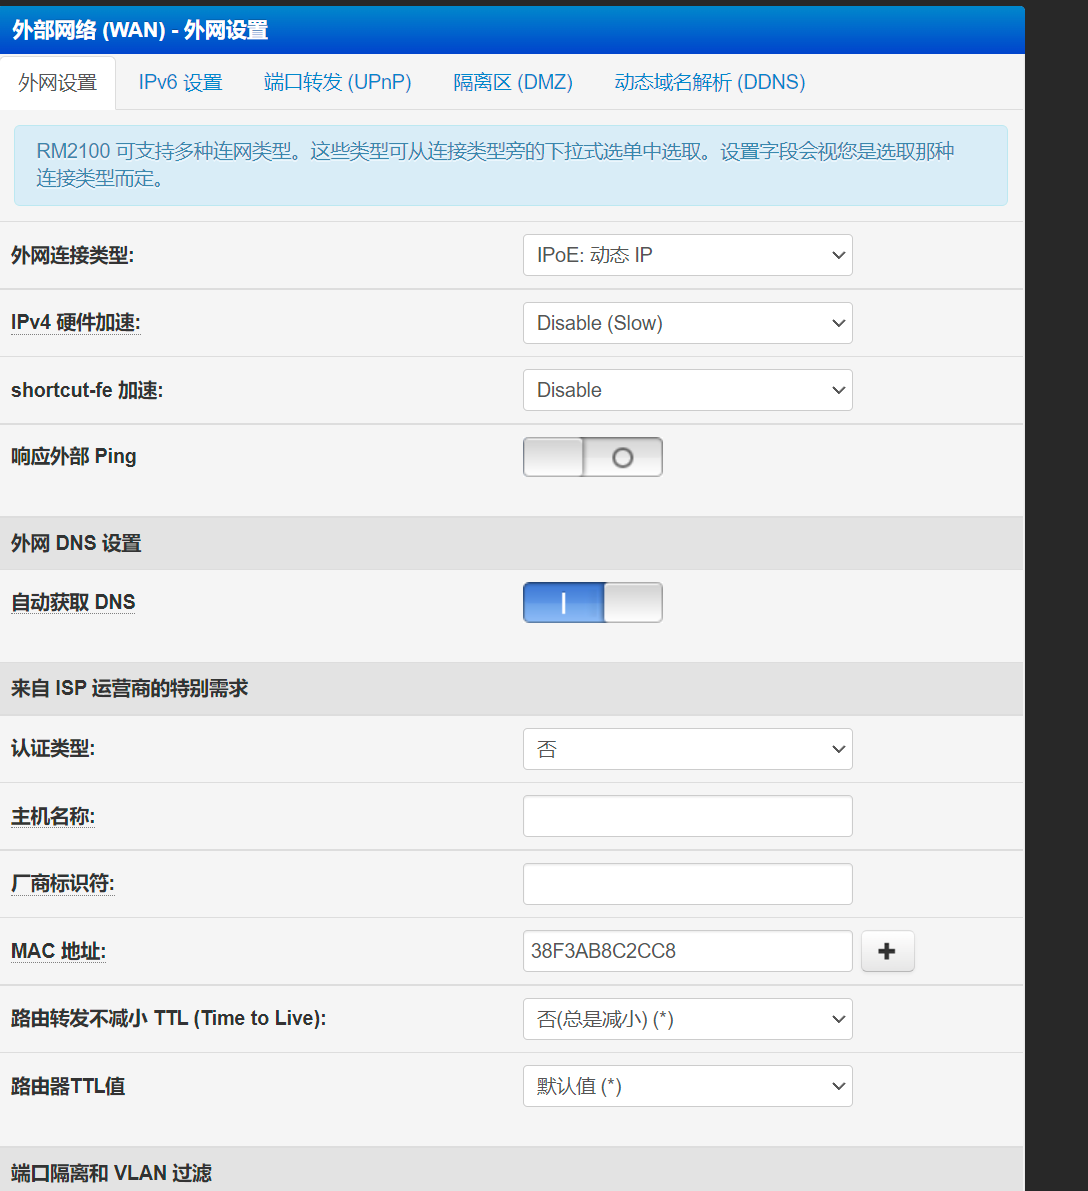 外部网络 (WAN) - 外网设置
外网设置 IPv6 设置 端口转发 (UPnP) 隔离区 (DMZ) 动态域名解析 (DDNS)
RM2100 可支持多种连网类型。这些类型可从连接类型旁的下拉式选单中选取。设置字段会视您是选取那种
连接类型而定。
外网连接类型: IPoE: 动态 IP
IPv4 硬件加速: Disable (Slow)
shortcut-fe 加速: Disable
响应外部 Ping
外网 DNS 设置
自动获取 DNS
来自 ISP 运营商的特别需求
认证类型: 否
主机名称:
厂商标识符:
MAC 地址: 38F3AB8C2CC8
路由转发不减小 TTL (Time to Live): 否(总是减小) (*)
路由器TTL值 默认值 (*)
端口隔离和 VLAN 过滤